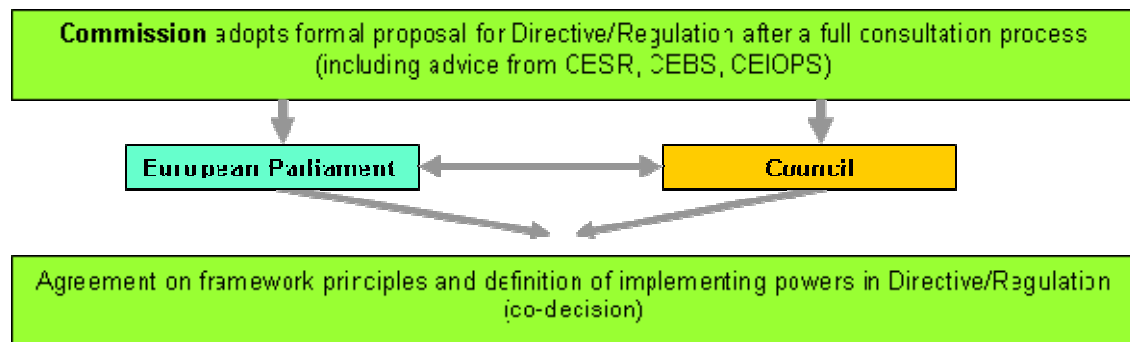 Commission adopts formal proposal for Directive/Regulation after a full consultation process
(including advice from CESR, CEBS, CEIOPS)
European Parliament
Council
Agreement on framework principles and definition of implementing powers in Directive/Regulation
(co-decision)